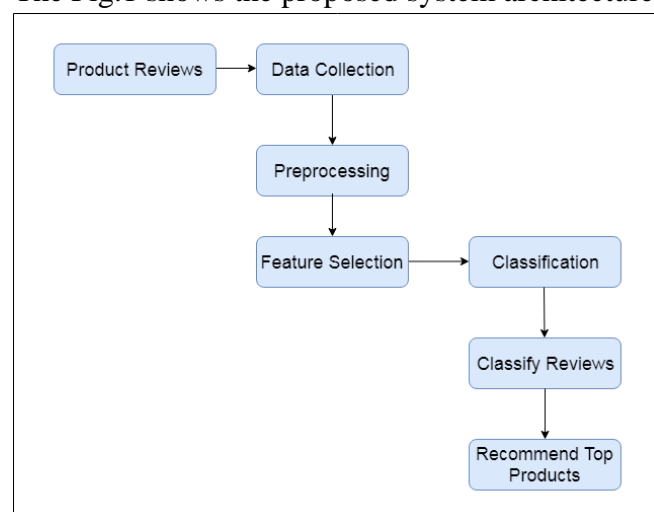 The Fig.1 shows the proposed system architecture
Product Reviews
Data Collection
Preprocessing
Feature Selection
Classification
Classify Reviews
Recommend Top
Products